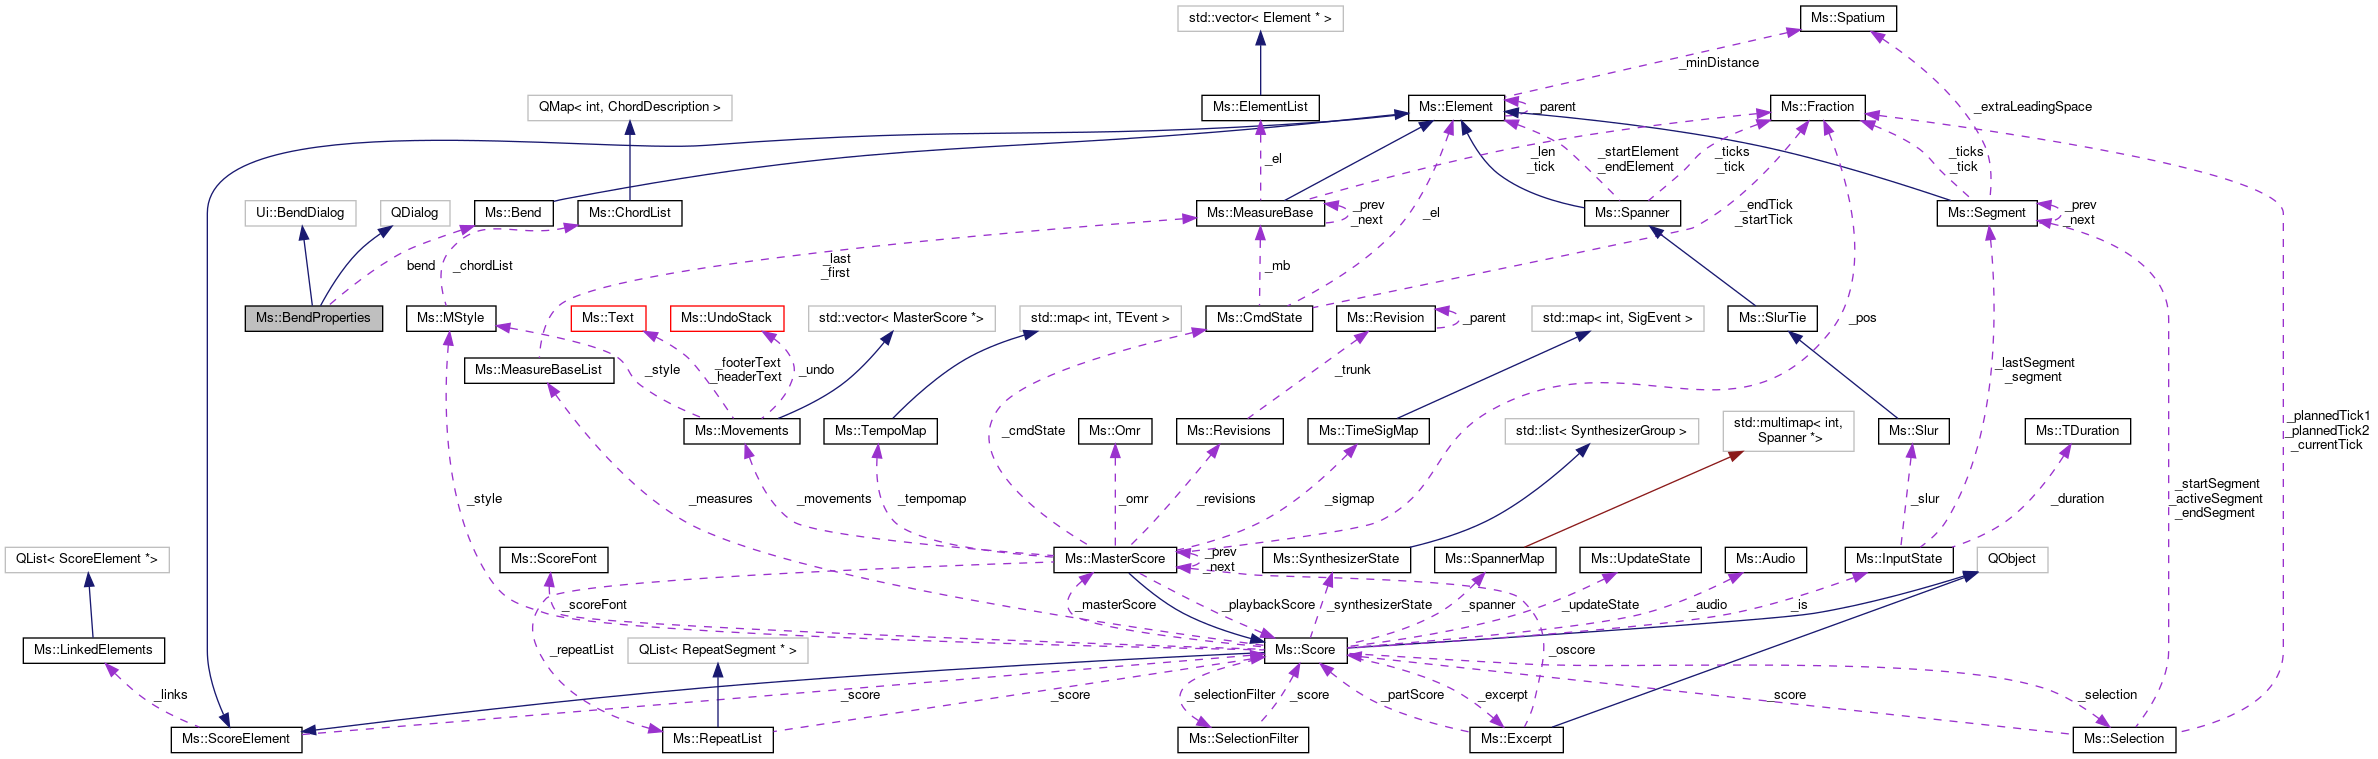 std::vector< Element * >
Ms::Spatium
_minDistance
QMap< int, ChordDescription >
Ms::ElementList
Ms::Element
_parent
Ms::Fraction
_extraLeadingSpace
_el
_len
_tick
_startElement
_endElement
_ticks
_tick
_ticks
_tick
Ui::BendDialog
QDialog
Ms::Bend
Ms::ChordList
Ms::MeasureBase
_prev
_next
_el
Ms::Spanner
_endTick
_startTick
Ms::Segment
_prev
_next
bend
_chordList
_last
_first
_mb
Ms::BendProperties
Ms::MStyle
Ms::Text
Ms::UndoStack
std::vector< MasterScore *>
std::map< int, TEvent >
Ms::CmdState
Ms::Revision
_parent
std::map< int, SigEvent >
Ms::SlurTie
_pos
Ms::MeasureBaseList
_style
_footerText
_headerText
_undo
_trunk
_lastSegment
_segment
Ms::Movements
Ms::TempoMap
_cmdState
Ms::Omr
Ms::Revisions
Ms::TimeSigMap
std::list< SynthesizerGroup >
std::multimap< int,
Spanner *>
Ms::Slur
Ms::TDuration
_plannedTick1
_plannedTick2
_currentTick
_style
_measures
_movements
_tempomap
_omr
_revisions
_sigmap
_slur
_duration
_startSegment
_activeSegment
_endSegment
QList< ScoreElement *>
Ms::ScoreFont
Ms::MasterScore
_prev
_next
Ms::SynthesizerState
Ms::SpannerMap
Ms::UpdateState
Ms::Audio
Ms::InputState
QObject
_scoreFont
_masterScore
_playbackScore
_synthesizerState
_spanner
_updateState
_audio
_is
Ms::LinkedElements
_repeatList
QList< RepeatSegment * >
Ms::Score
_oscore
_links
_score
_score
_selectionFilter
_score
_partScore
_excerpt
_score
_selection
Ms::ScoreElement
Ms::RepeatList
Ms::SelectionFilter
Ms::Excerpt
Ms::Selection